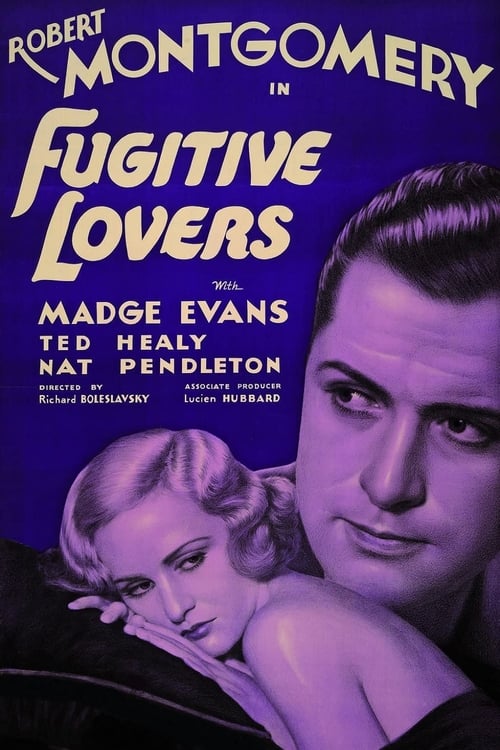 ROBERT
MONTGOMERY
IN
FUGITIVE
LOVERS
With
MADGE EVANS
TED HEALY
NAT PENDLETON
DIRECTED BY
Richard BOLESLAVSKY
ASSOCIATE PRODUCER
Lucien HUBBARD